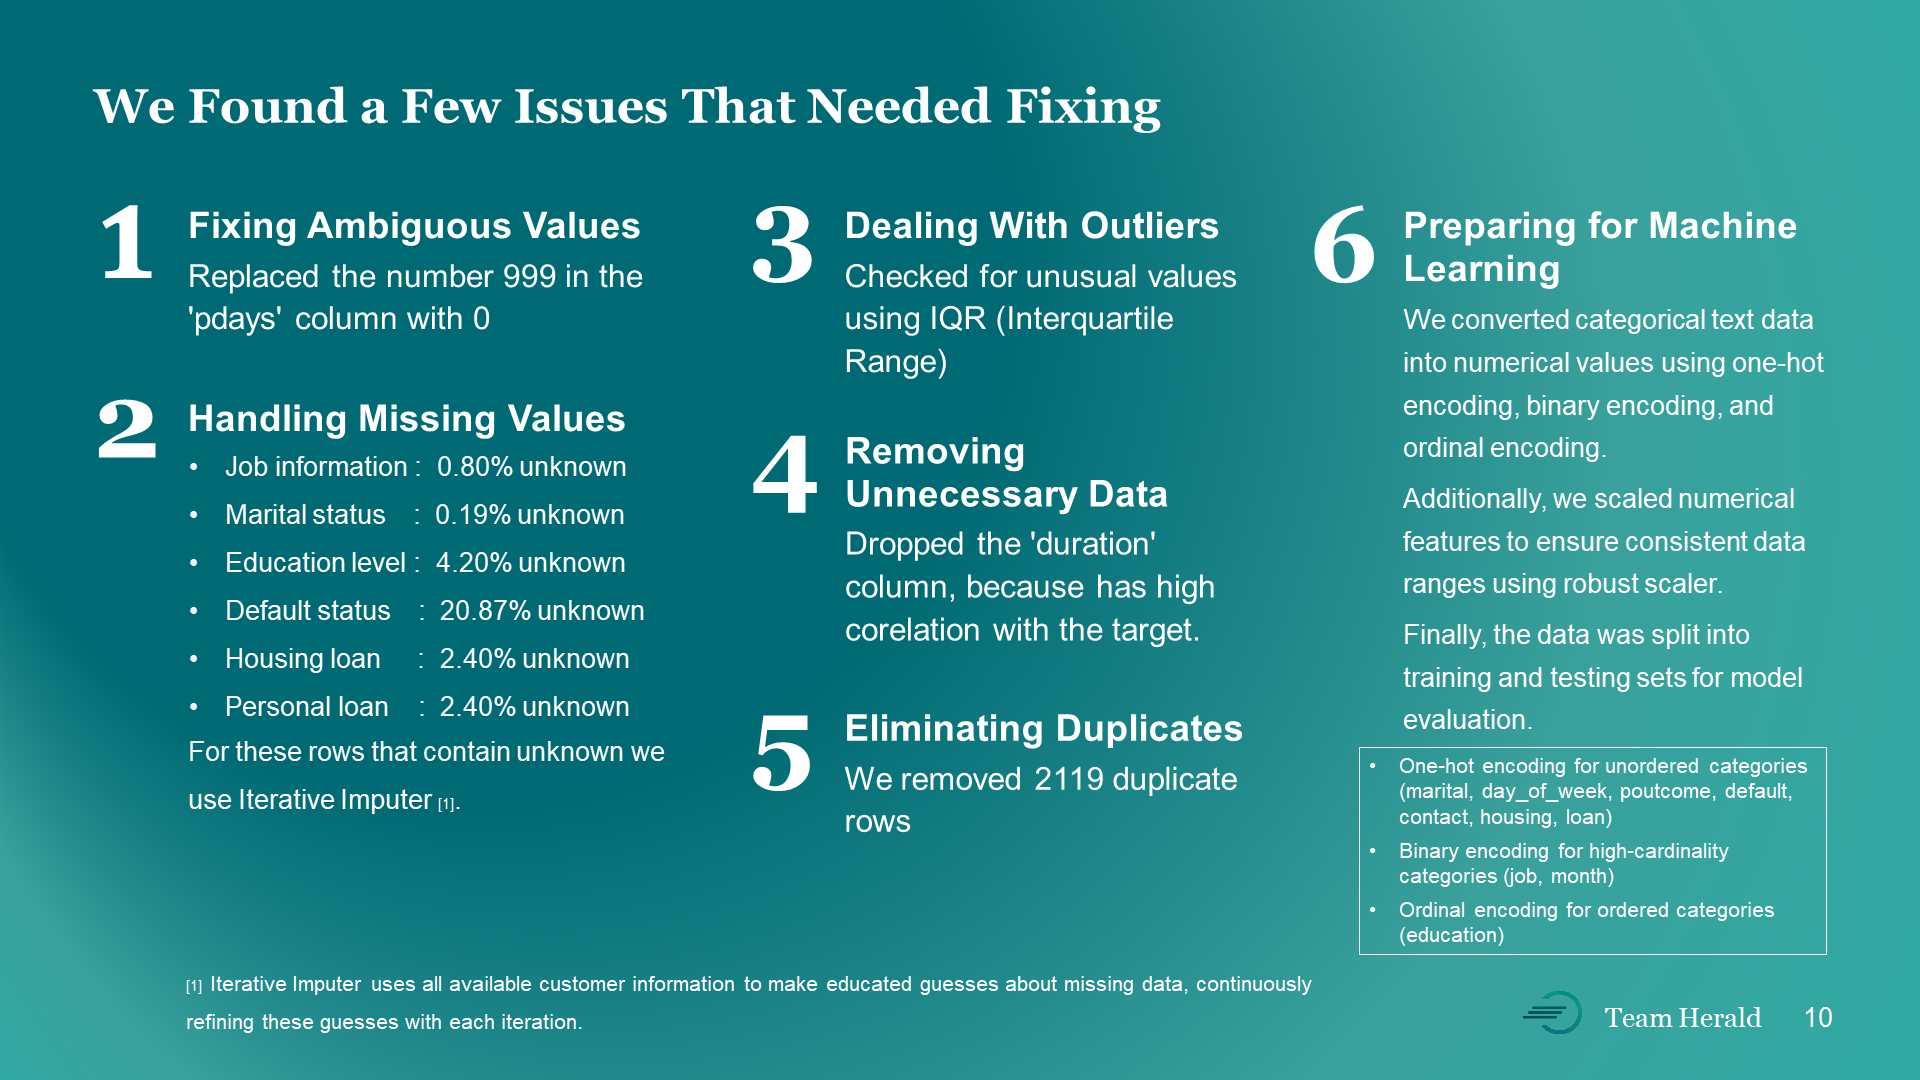 We Found a Few Issues That Needed Fixing
1
Fixing Ambiguous Values
Replaced the number 999 in the
'pdays' column with 0
2
Handling Missing Values
• Job information : 0.80% unknown
• Marital status : 0.19% unknown
• Education level : 4.20% unknown
• Default status : 20.87% unknown
• Housing loan : 2.40% unknown
• Personal loan : 2.40% unknown
For these rows that contain unknown we
use Iterative Imputer [1].
3
Dealing With Outliers
Checked for unusual values
using IQR (Interquartile
Range)
4
Removing
Unnecessary Data
Dropped the 'duration'
column, because has high
corelation with the target.
5
Eliminating Duplicates
We removed 2119 duplicate
rows
6
Preparing for Machine
Learning
We converted categorical text data
into numerical values using one-hot
encoding, binary encoding, and
ordinal encoding.
Additionally, we scaled numerical
features to ensure consistent data
ranges using robust scaler.
Finally, the data was split into
training and testing sets for model
evaluation.
• One-hot encoding for unordered categories
(marital, day_of_week, poutcome, default,
contact, housing, loan)
• Binary encoding for high-cardinality
categories (job, month)
• Ordinal encoding for ordered categories
(education)
[1] Iterative Imputer uses all available customer information to make educated guesses about missing data, continuously
refining these guesses with each iteration.
Team Herald 10